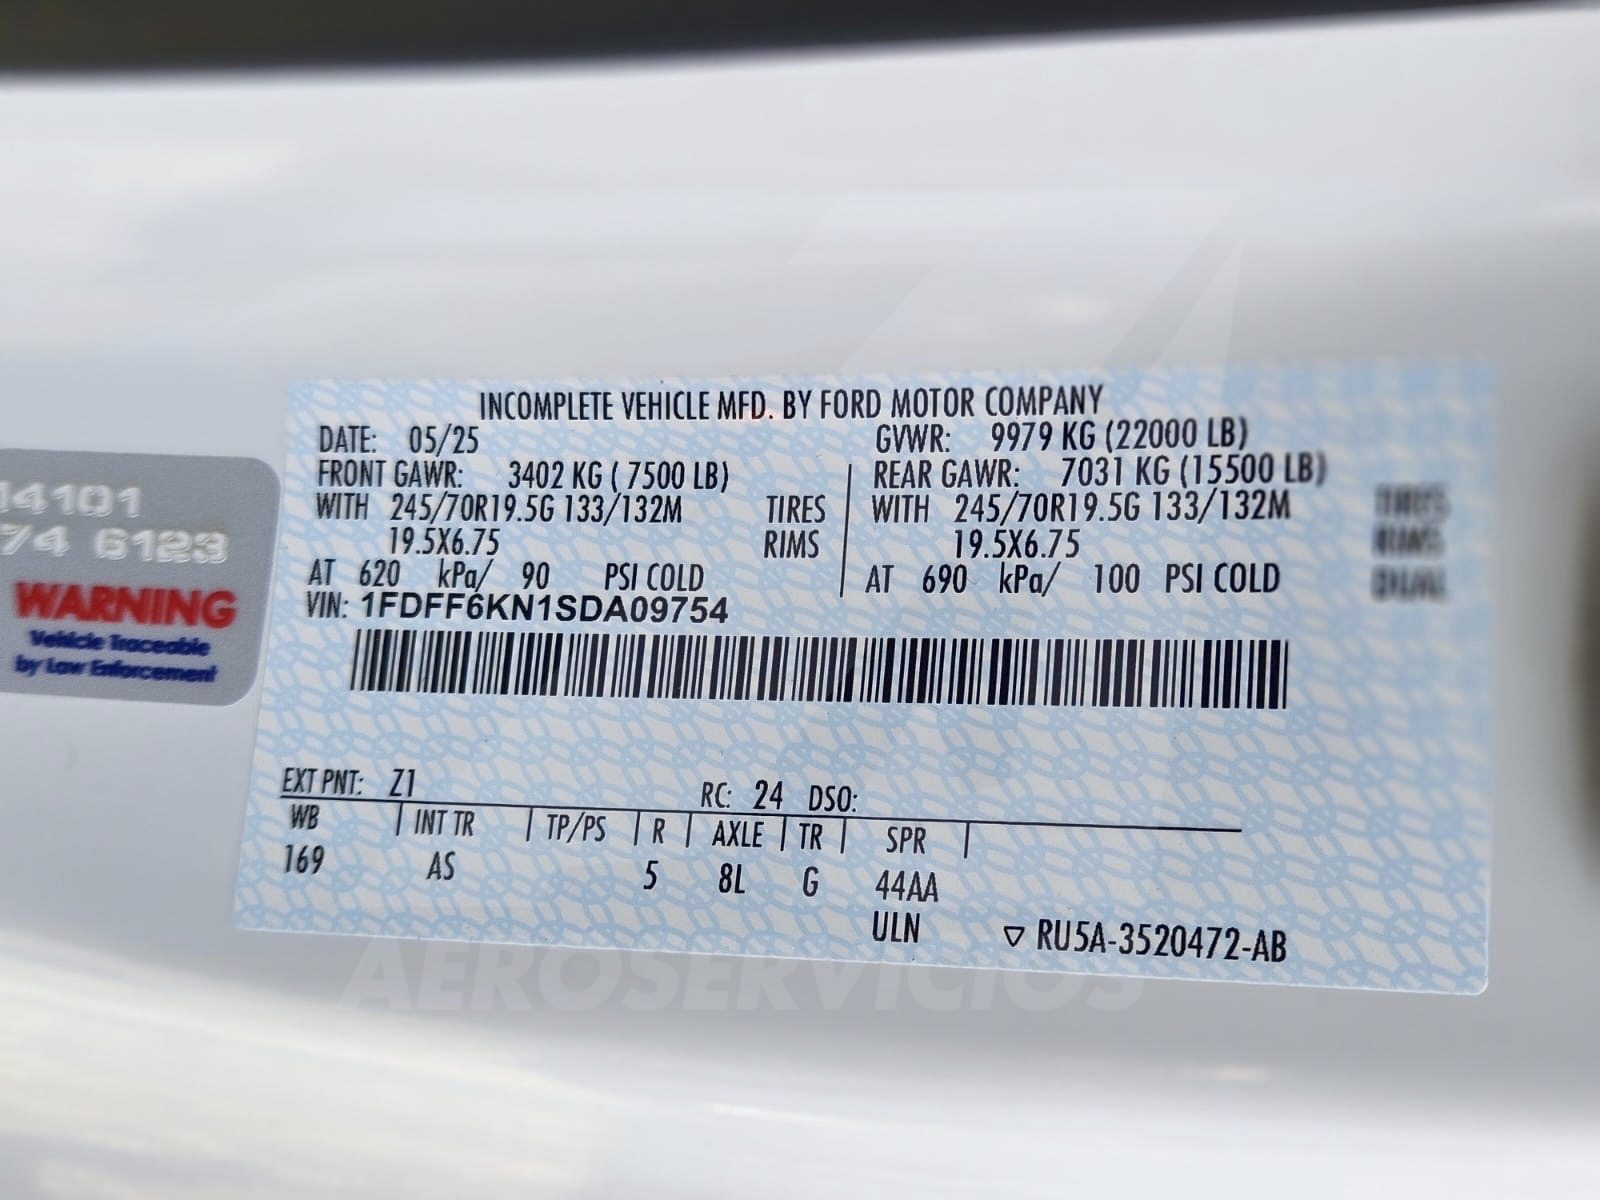 INCOMPLETE VEHICLE MFD. BY FORD MOTOR COMPANY
DATE: 05/25 GVWR: 9979 KG (22000 LB)
FRONT GAWR: 3402 KG ( 7500 LB) REAR GAWR: 7031 KG (15500 LB)
WITH 245/70R19.5G 133/132M TIRES WITH 245/70R19.5G 133/132M TIRES
19.5X6.75 RIMS 19.5X6.75 RIMS
AT 620 kPa/ 90 PSI COLD AT 690 kPa/ 100 PSI COLD DUAL
VIN: 1FDFF6KN1SDA09754
EXT PNT: Z1 RC: 24 DSO:
WB INT TR TP/PS R AXLE TR SPR
169 AS 5 8L G 44AA
ULN ▽ RU5A-3520472-AB
14101
74 6123
WARNING
Vehicle Traceable
by Law Enforcement
AEROSERVICIOS